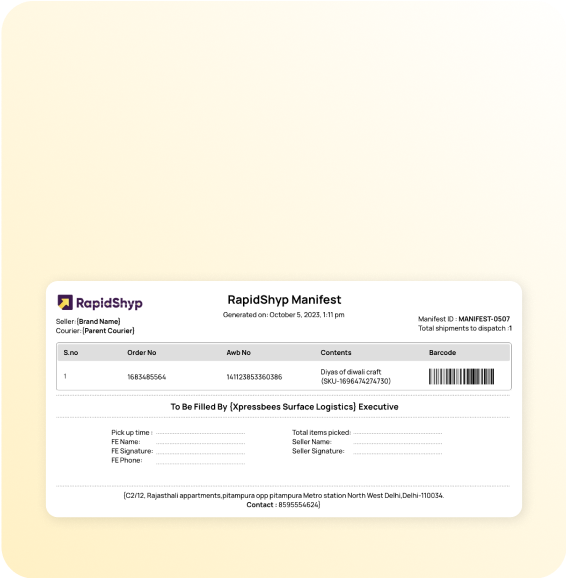 RapidShyp
RapidShyp Manifest
Generated on: October 5, 2023, 1:11 pm
Seller:{Brand Name}
Courier:{Parent Courier}
Manifest ID : MANIFEST-0507
Total shipments to dispatch :1
S.no Order No Awb No Contents Barcode
1 1683485564 141123853360386 Diyas of diwali craft
(SKU-1696474274730)
To Be Filled By {Xpressbees Surface Logistics} Executive
Pick up time : Total items picked:
FE Name: Seller Name:
FE Signature: Seller Signature:
FE Phone:
{C2/12, Rajasthali appartments,pitampura opp pitampura Metro station North West Delhi,Delhi-110034.
Contact : 8595554624}